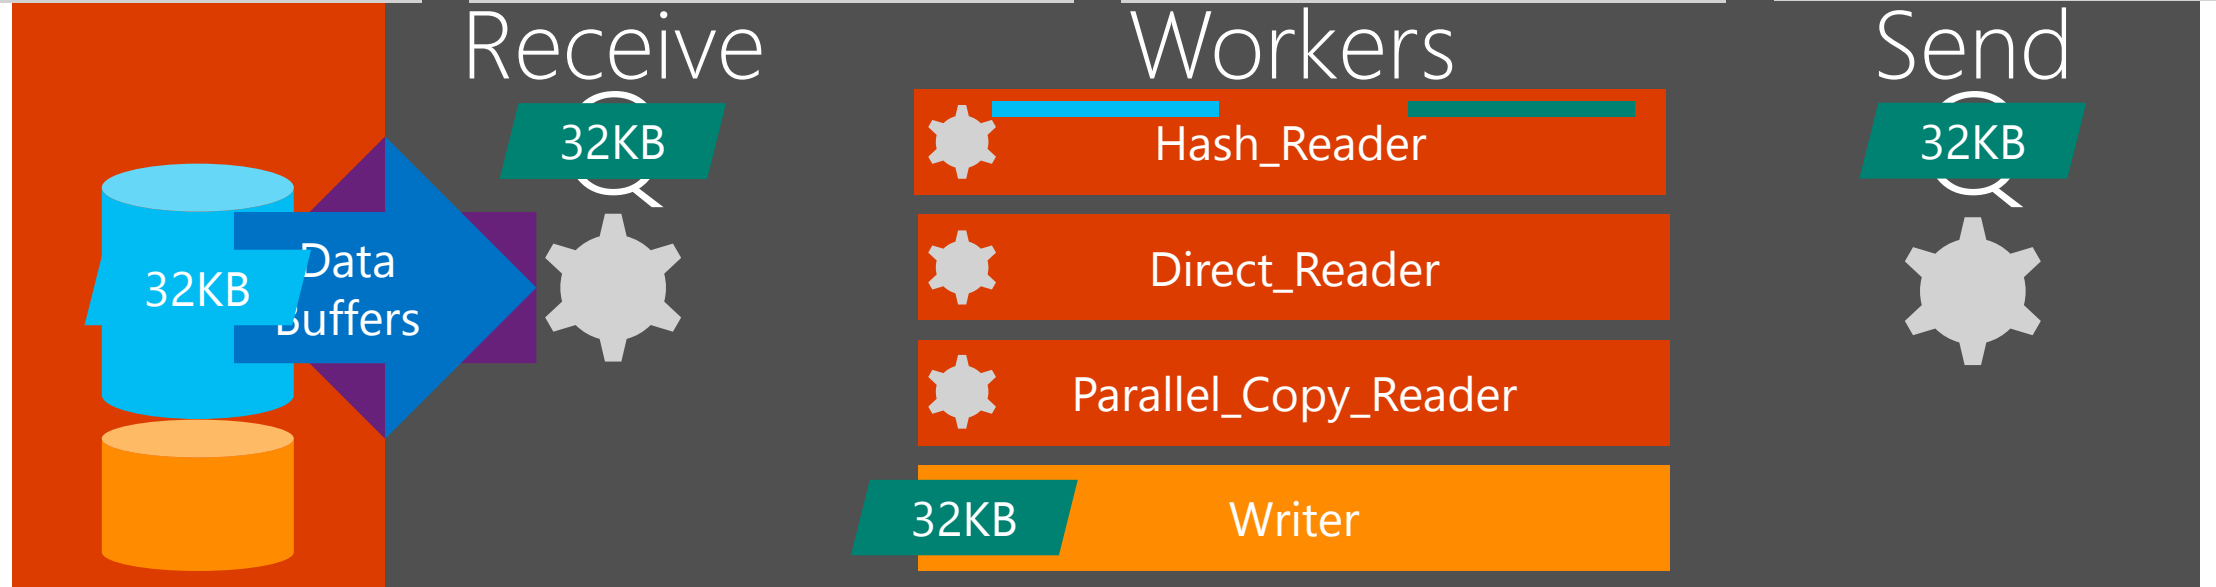 Receive
Workers
Send
32KB
Hash_Reader
32KB
Direct_Reader
Data
Buffers
32KB
Parallel_Copy_Reader
32KB
Writer